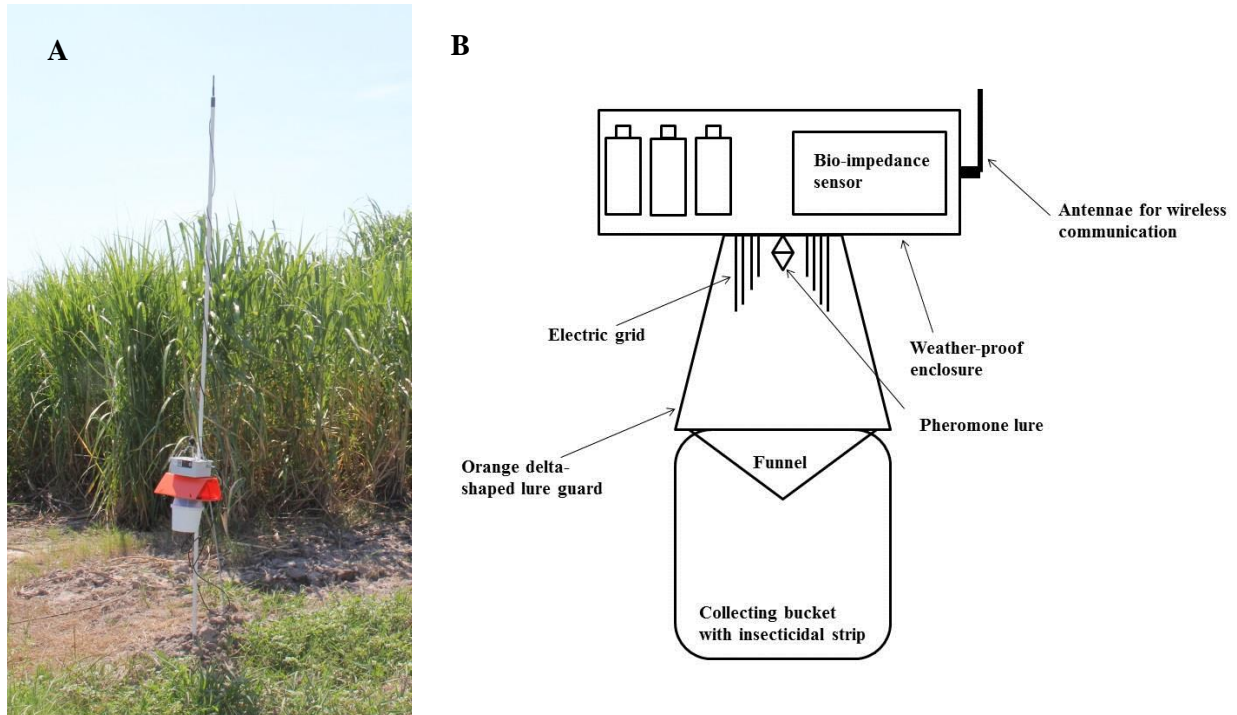 A
B
Bio-impedance
sensor
Antennae for wireless
communication
Electric grid
Weather-proof
enclosure
Pheromone lure
Orange delta-
shaped lure guard
Funnel
Collecting bucket
with insecticidal strip